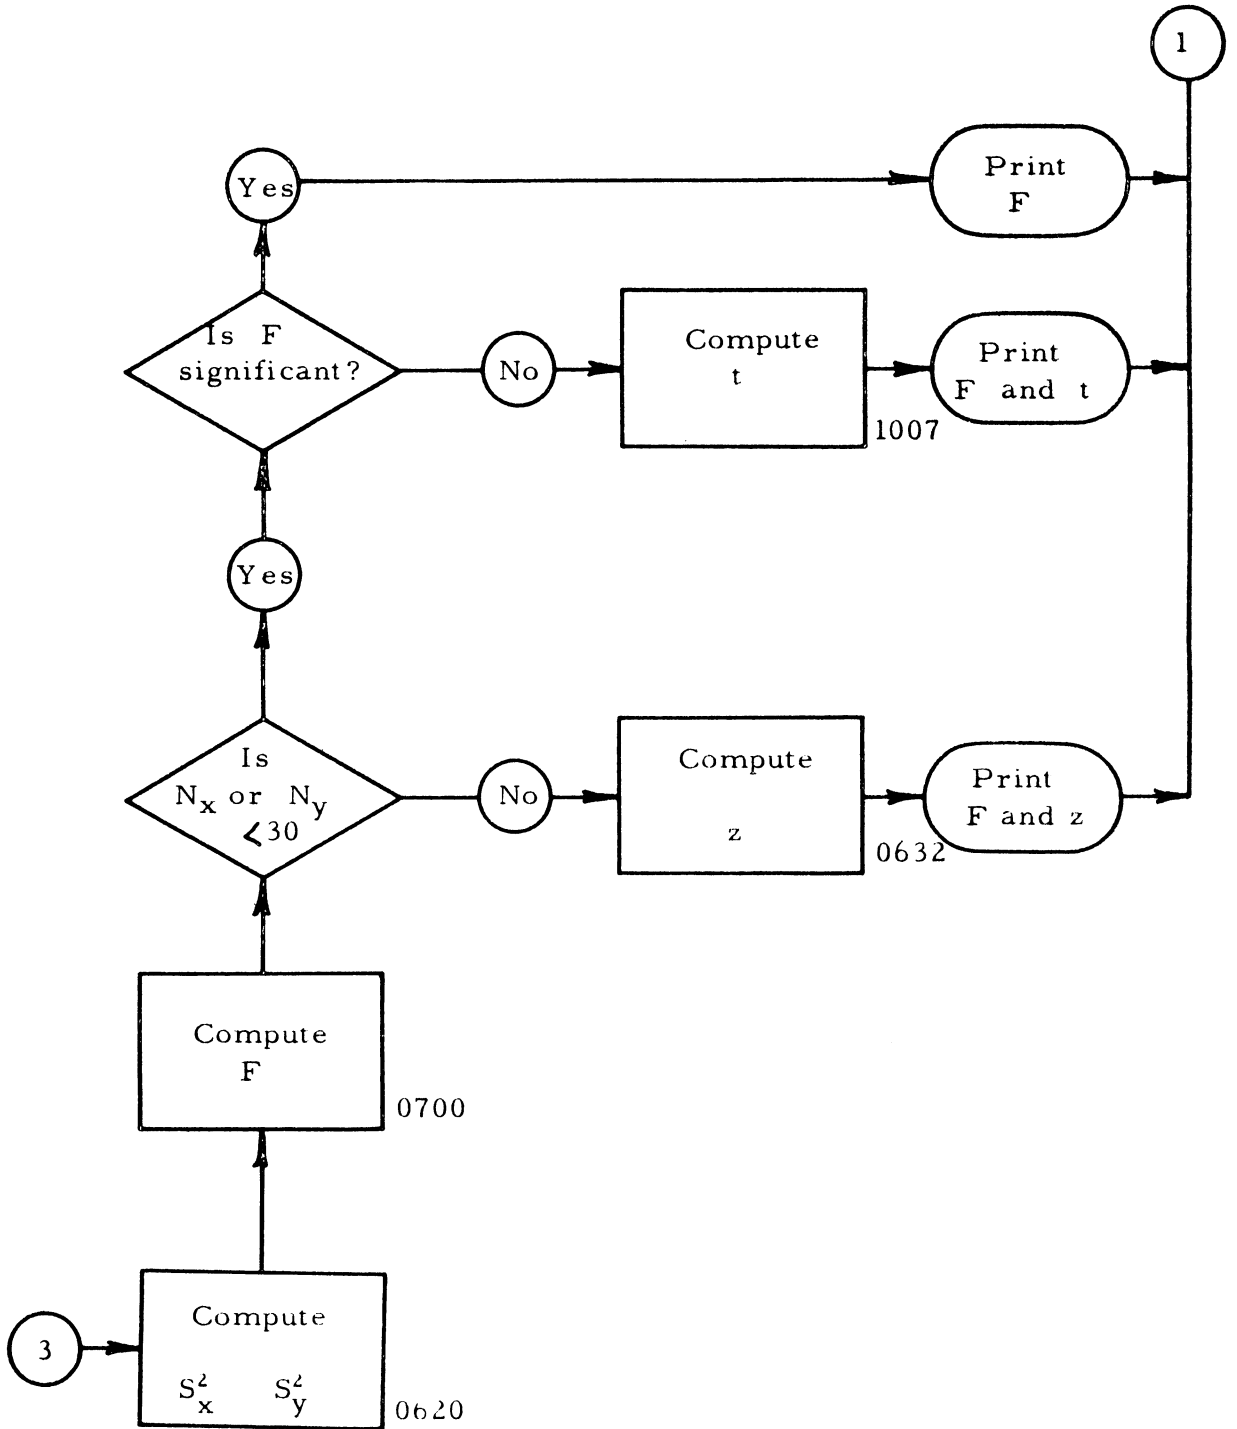 1
Yes
Print
F
Is F
significant?
No
Compute
t
1007
Print
F and t
Yes
Is
Nx or Ny
<30
No
Compute
z
0632
Print
F and z
Compute
F
0700
3
Compute
S²x S²y
0620